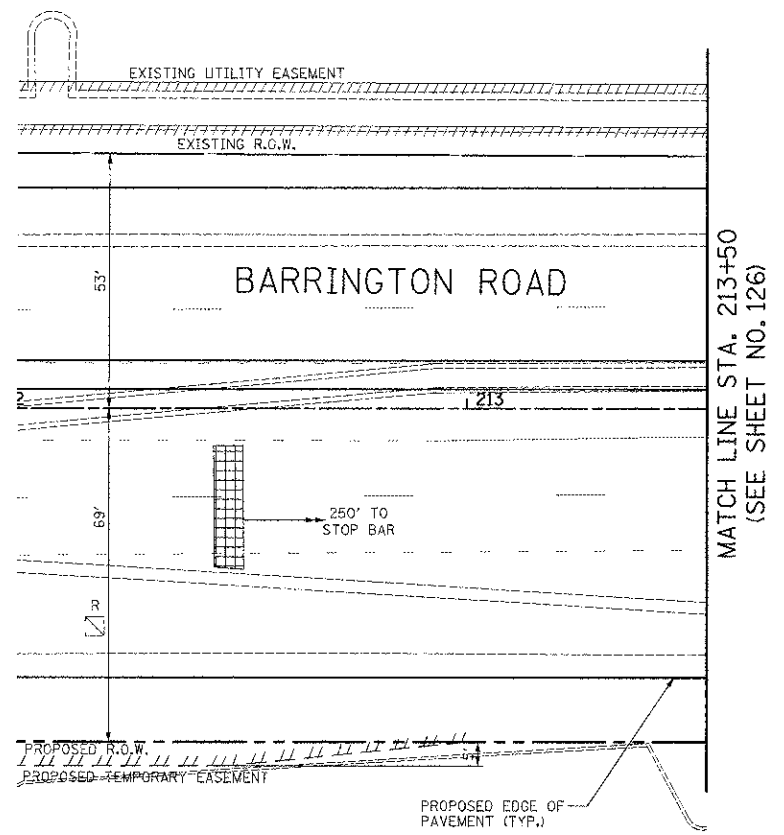 EXISTING UTILITY EASEMENT
EXISTING R.O.W.
53'
BARRINGTON ROAD
MATCH LINE STA. 213+50
(SEE SHEET NO. 126)
213
69'
250' TO
STOP BAR
R
PROPOSED R.O.W.
5'
PROPOSED TEMPORARY EASEMENT
PROPOSED EDGE OF
PAVEMENT (TYP.)